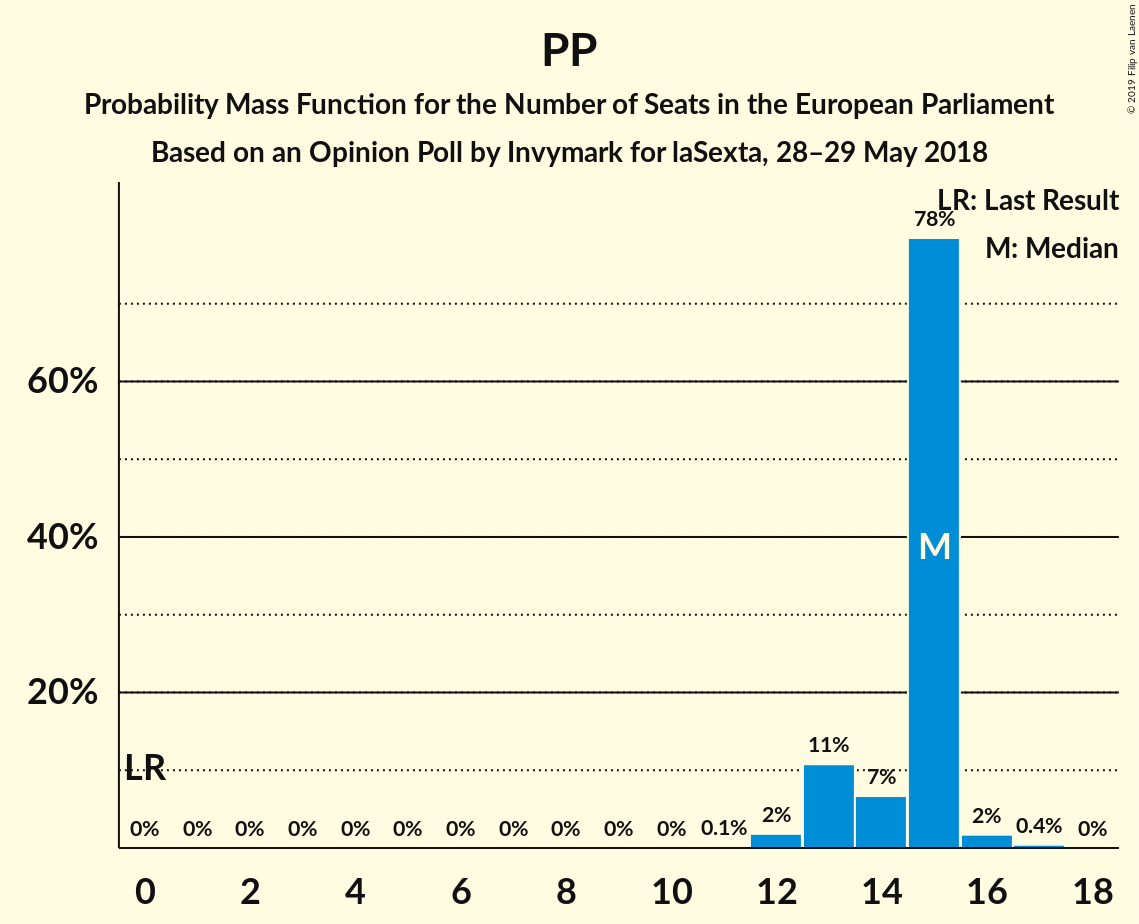 PP
Probability Mass Function for the Number of Seats in the European Parliament
Based on an Opinion Poll by Invymark for laSexta, 28–29 May 2018
© 2019 Filip van Laenen
LR: Last Result
M: Median
78%
60%
40%
20%
M
LR
0% 0% 0% 0% 0% 0% 0% 0% 0% 0% 0% 0.1% 2% 11% 7% 2% 0.4% 0%
0 2 4 6 8 10 12 14 16 18